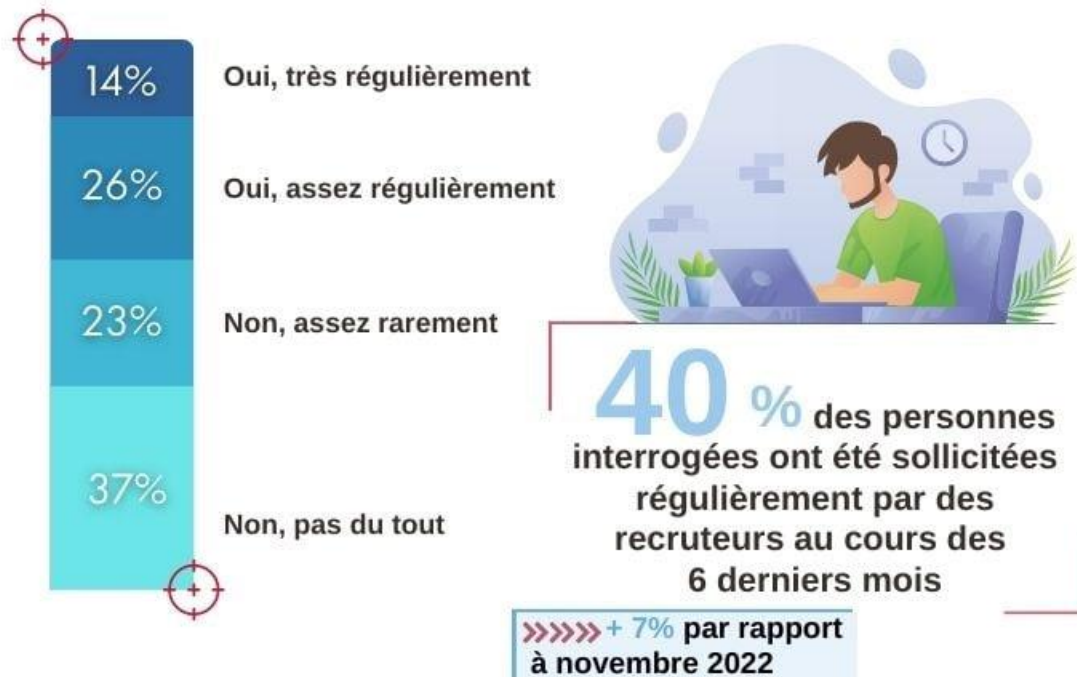 14%
Oui, très régulièrement
26%
Oui, assez régulièrement
23%
Non, assez rarement
37%
Non, pas du tout
40 % des personnes
interrogées ont été sollicitées
régulièrement par des
recruteurs au cours des
6 derniers mois
+ 7% par rapport
à novembre 2022